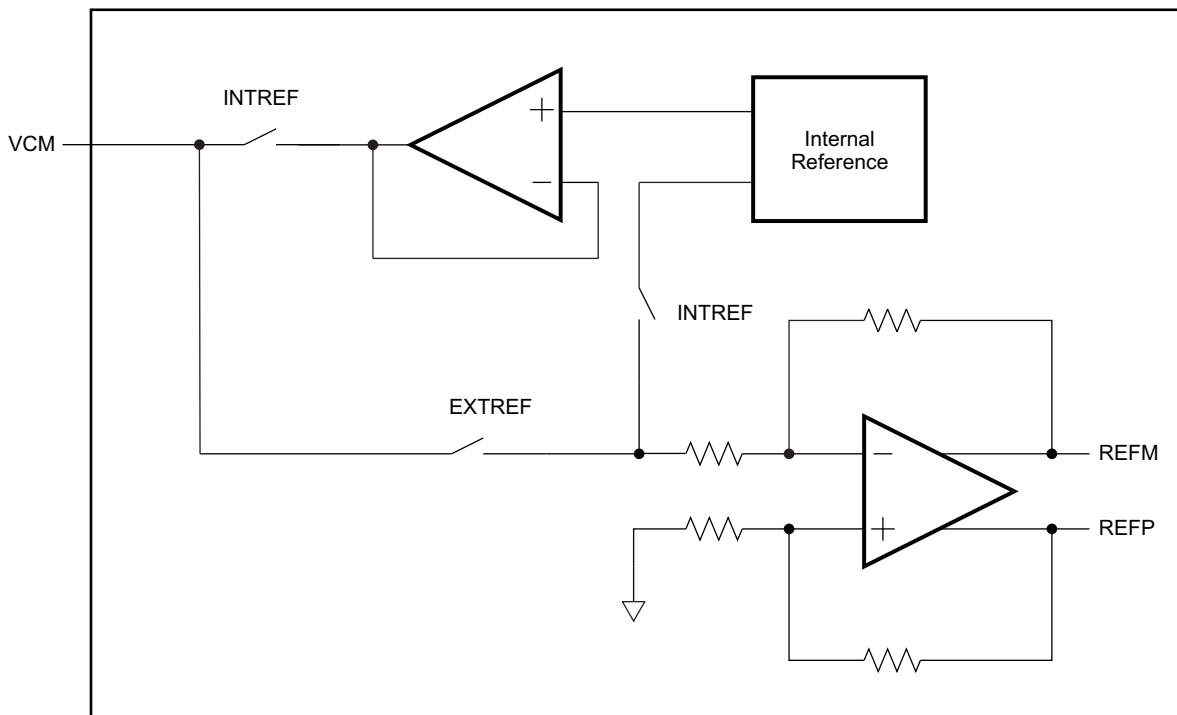 INTREF
VCM
+
−
Internal
Reference
INTREF
EXTREF
−
+
REFM
REFP